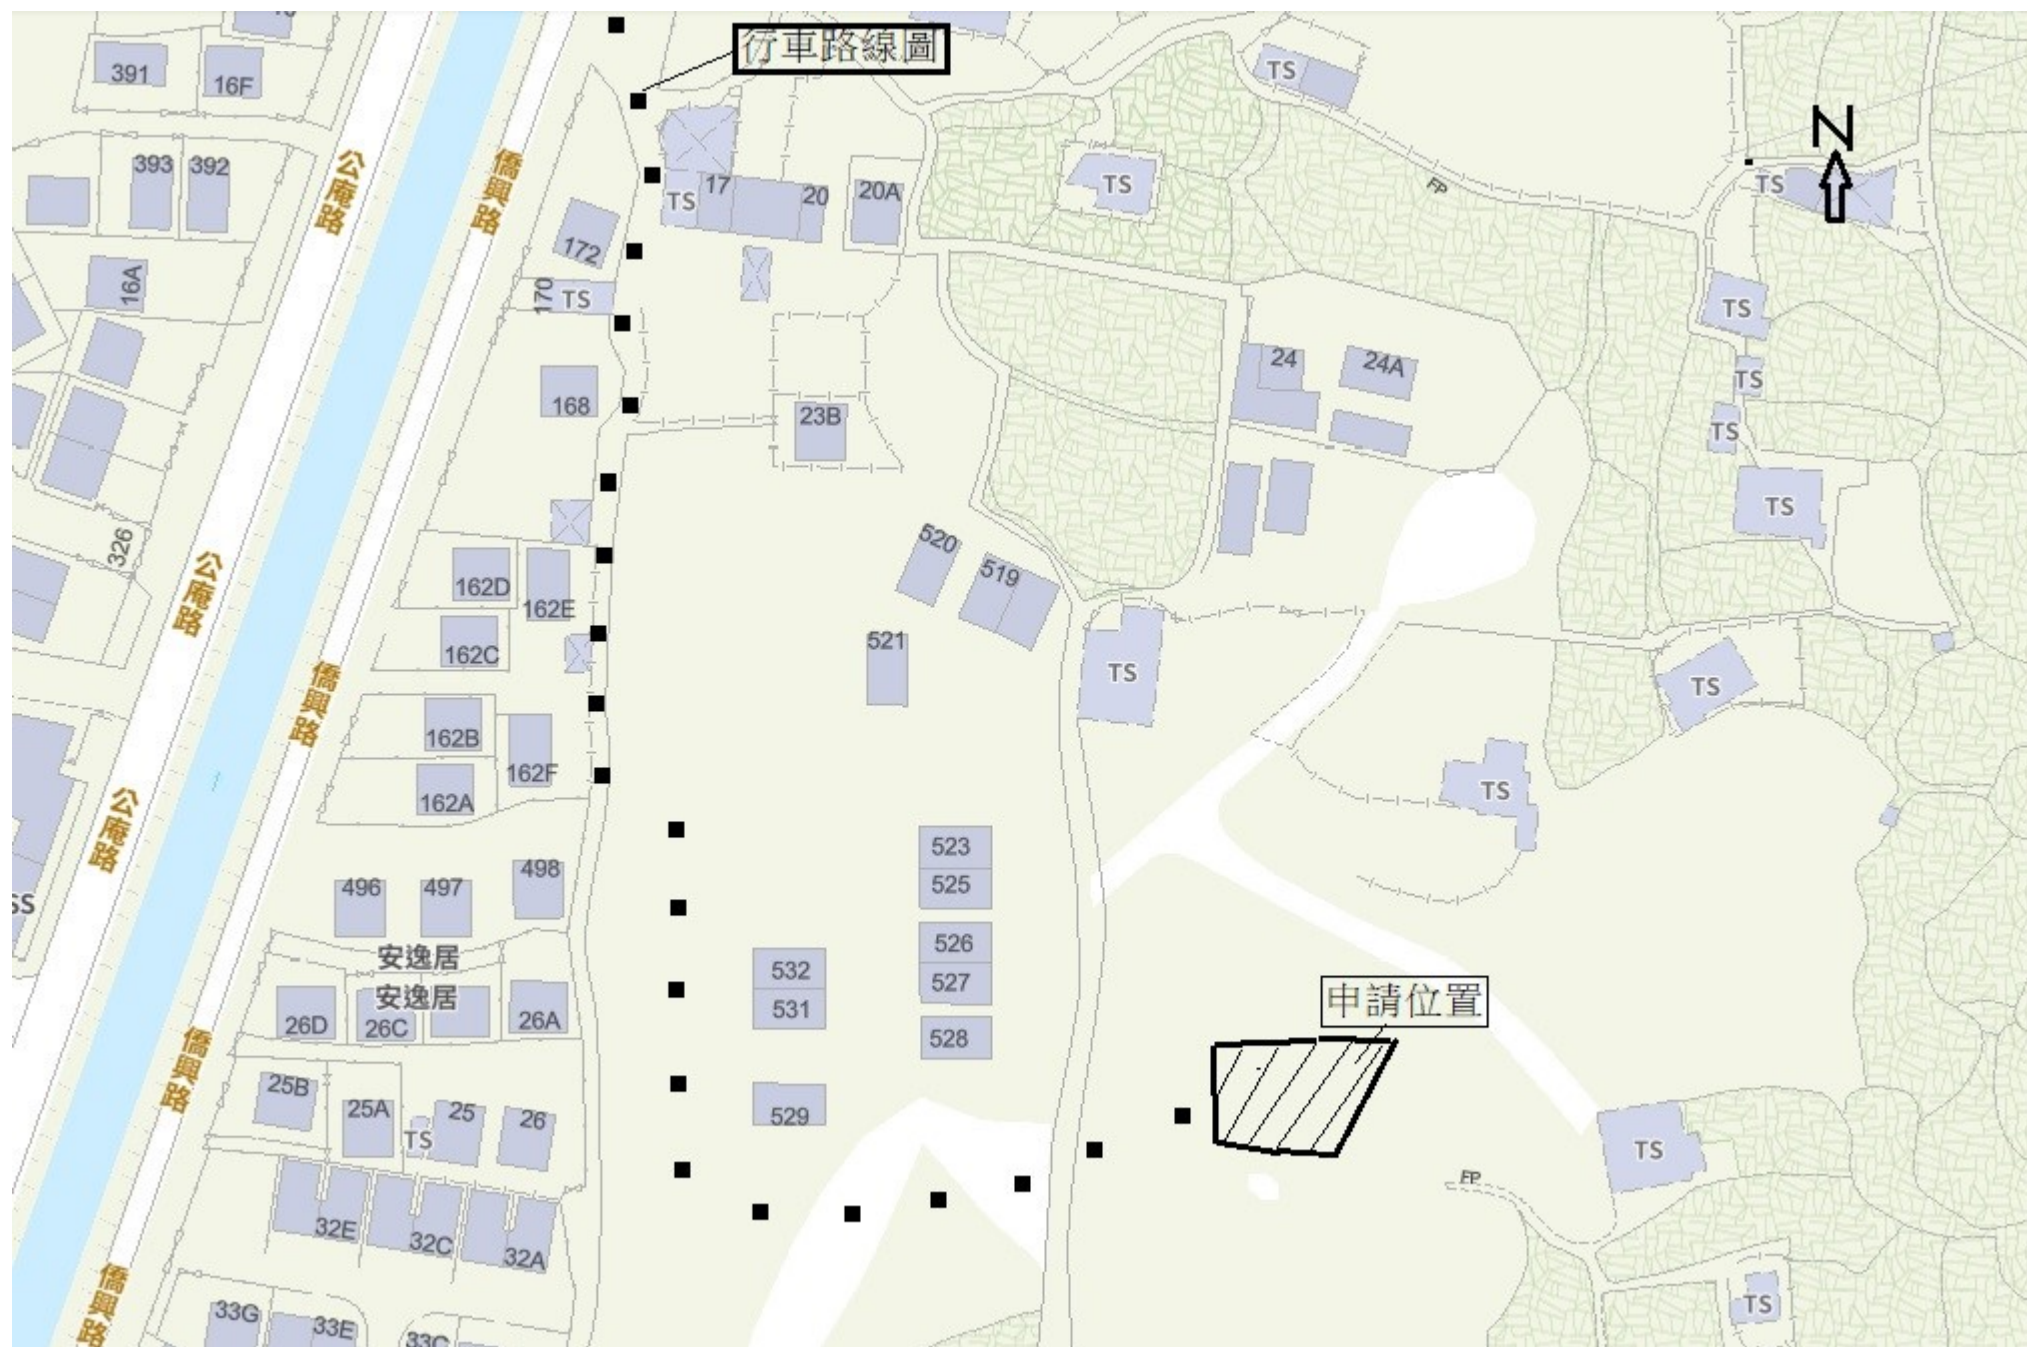 行車路線圖
391
16F
TS
N
公庵路
僑興路
393
392
TS
17
20
20A
TS
FP
TS
172
16A
170
TS
TS
24
24A
TS
168
23B
TS
TS
326
520
519
公庵路
162D
162E
521
162C
TS
TS
僑興路
162B
162F
162A
TS
公庵路
523
525
498
496
497
SS
安逸居
526
532
527
安逸居
531
申請位置
26D
26C
26A
528
僑興路
25B
25A
25
26
529
TS
TS
FP
32E
32C
32A
僑興路
33G
33E
33C
TS